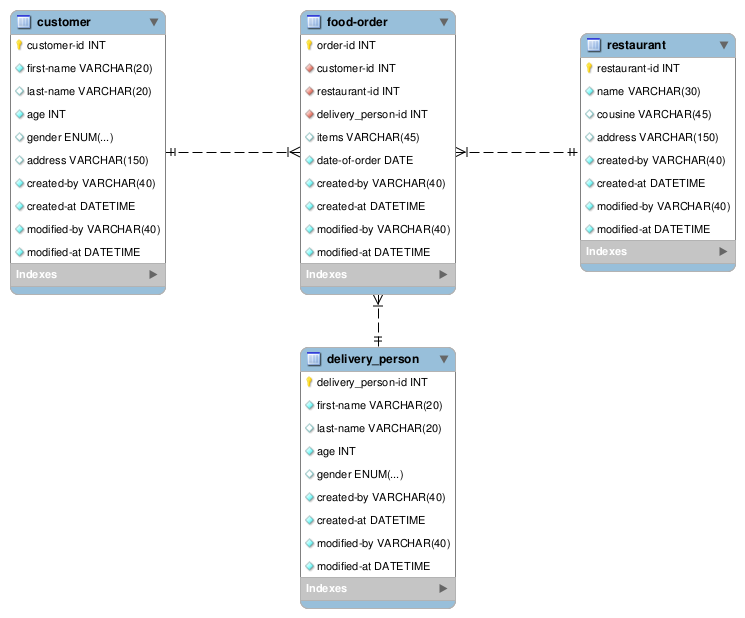 customer
customer-id INT
first-name VARCHAR(20)
last-name VARCHAR(20)
age INT
gender ENUM(...)
address VARCHAR(150)
created-by VARCHAR(40)
created-at DATETIME
modified-by VARCHAR(40)
modified-at DATETIME
Indexes
food-order
order-id INT
customer-id INT
restaurant-id INT
delivery_person-id INT
items VARCHAR(45)
date-of-order DATE
created-by VARCHAR(40)
created-at DATETIME
modified-by VARCHAR(40)
modified-at DATETIME
Indexes
restaurant
restaurant-id INT
name VARCHAR(30)
cousine VARCHAR(45)
address VARCHAR(150)
created-by VARCHAR(40)
created-at DATETIME
modified-by VARCHAR(40)
modified-at DATETIME
Indexes
delivery_person
delivery_person-id INT
first-name VARCHAR(20)
last-name VARCHAR(20)
age INT
gender ENUM(...)
created-by VARCHAR(40)
created-at DATETIME
modified-by VARCHAR(40)
modified-at DATETIME
Indexes